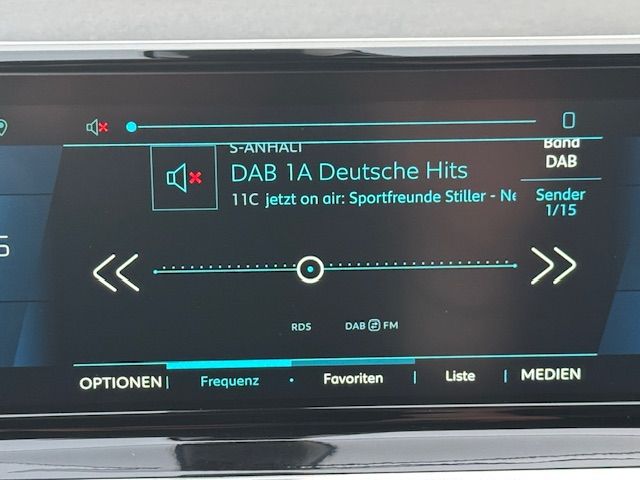 S-ANHALT
Band
DAB 1A Deutsche Hits
DAB
11C jetzt on air: Sportfreunde Stiller - Ne
Sender
1/15
RDS
DAB FM
OPTIONEN
Frequenz
Favoriten
Liste
MEDIEN